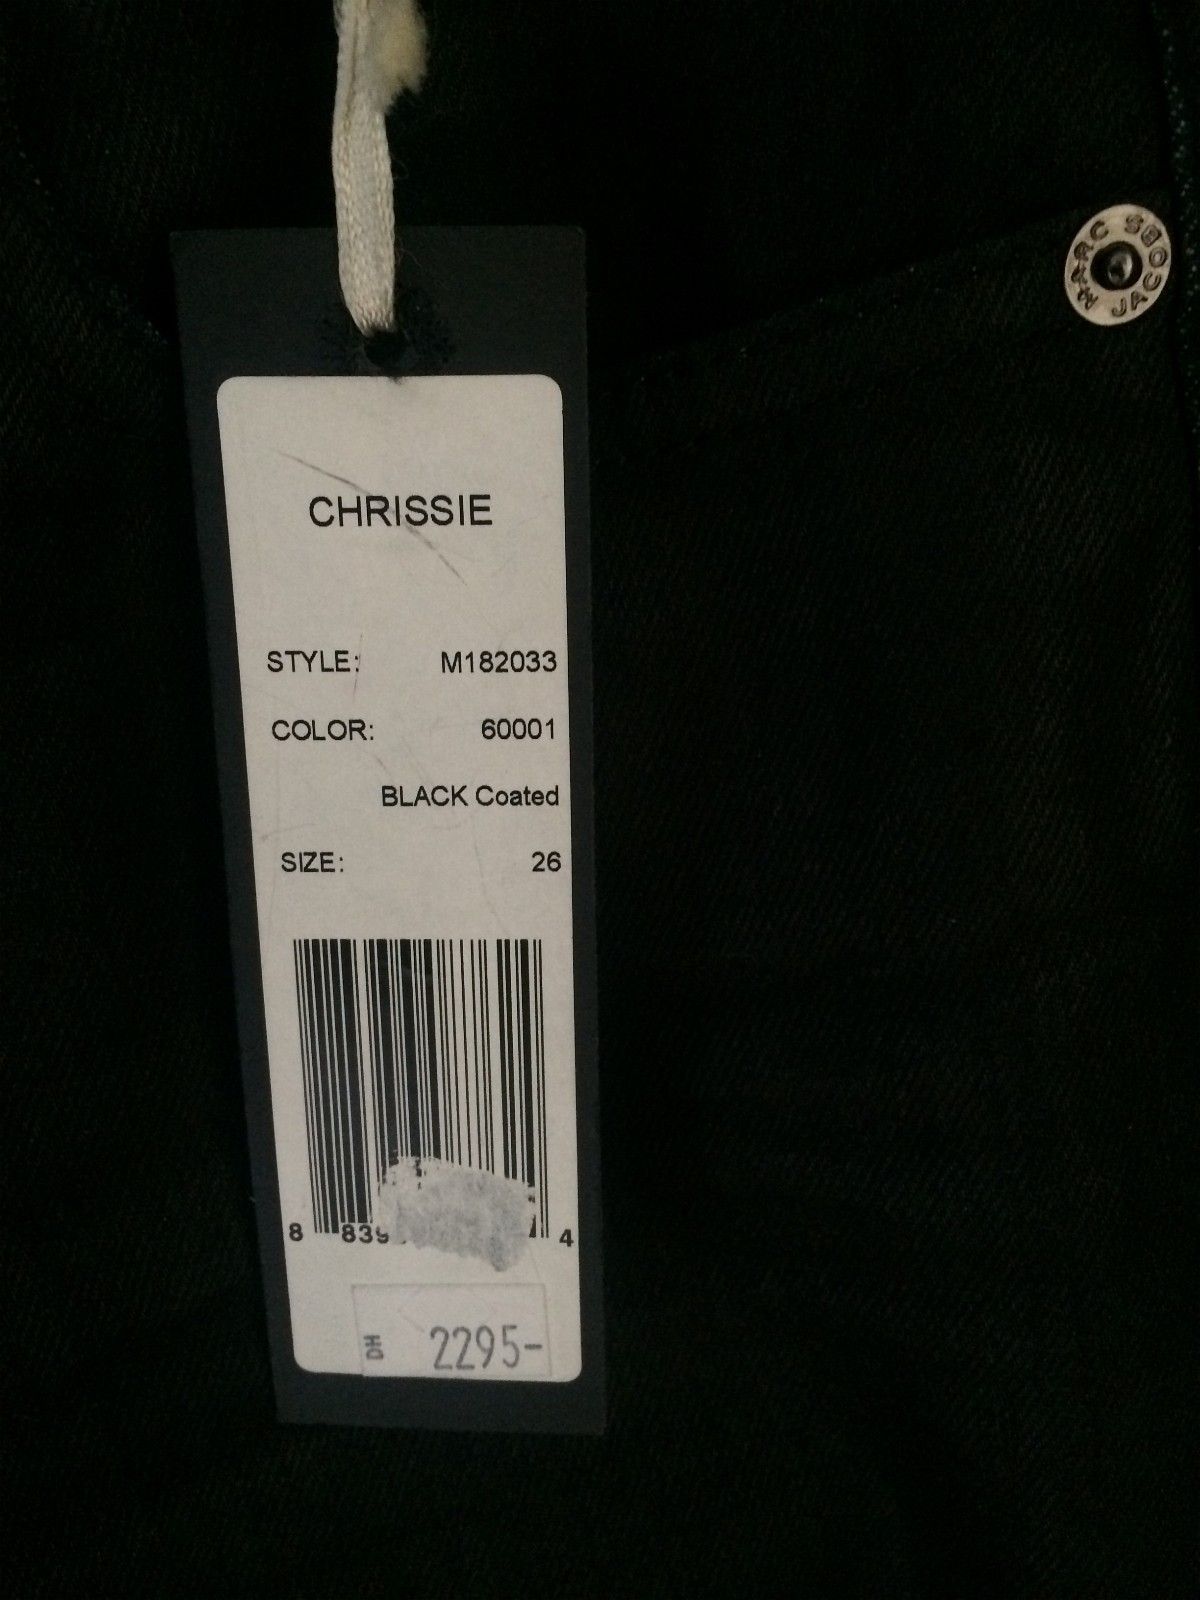 MARC JACOBS
CHRISSIE
STYLE: M182033
COLOR: 60001
BLACK Coated
SIZE: 26
8 839 4
DH 2295-